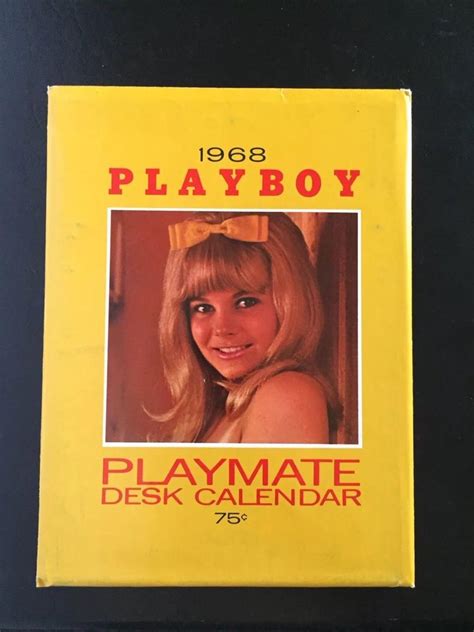 1968
PLAYBOY
PLAYMATE
DESK CALENDAR
75¢